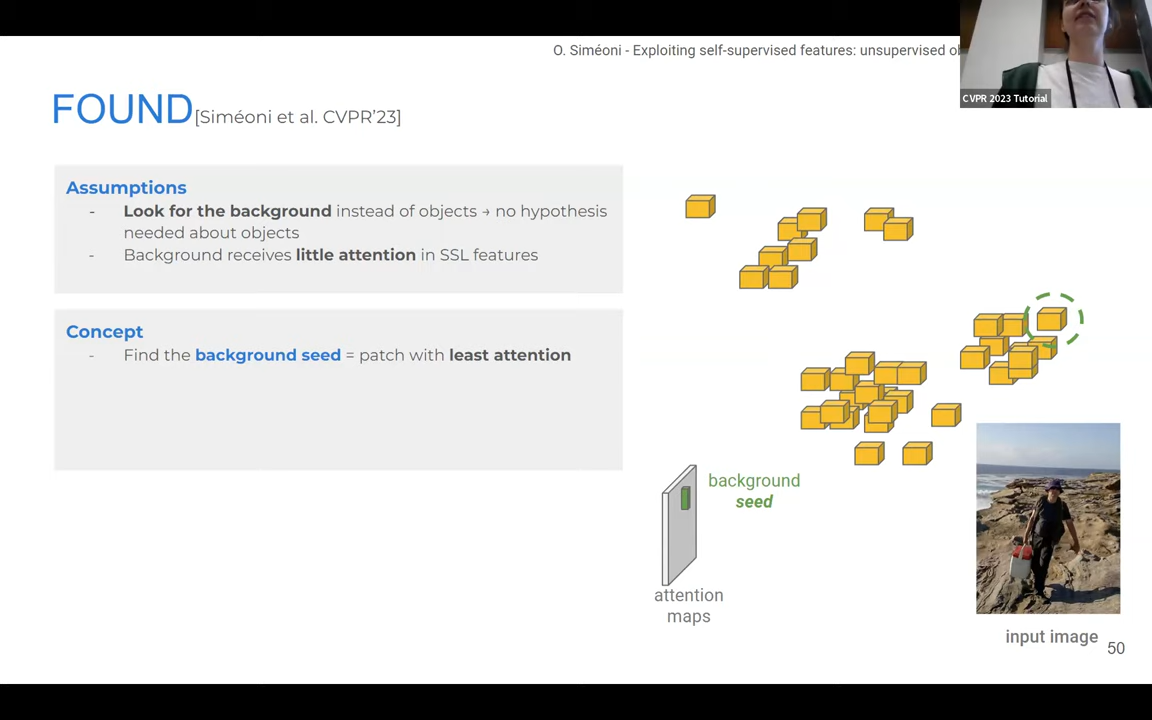 O. Siméoni - Exploiting self-supervised features: unsupervised
CVPR 2023 Tutorial
FOUND[Siméoni et al. CVPR'23]
Assumptions
- Look for the background instead of objects → no hypothesis
needed about objects
- Background receives little attention in SSL features
Concept
- Find the background seed = patch with least attention
background
seed
attention
maps
input image
50